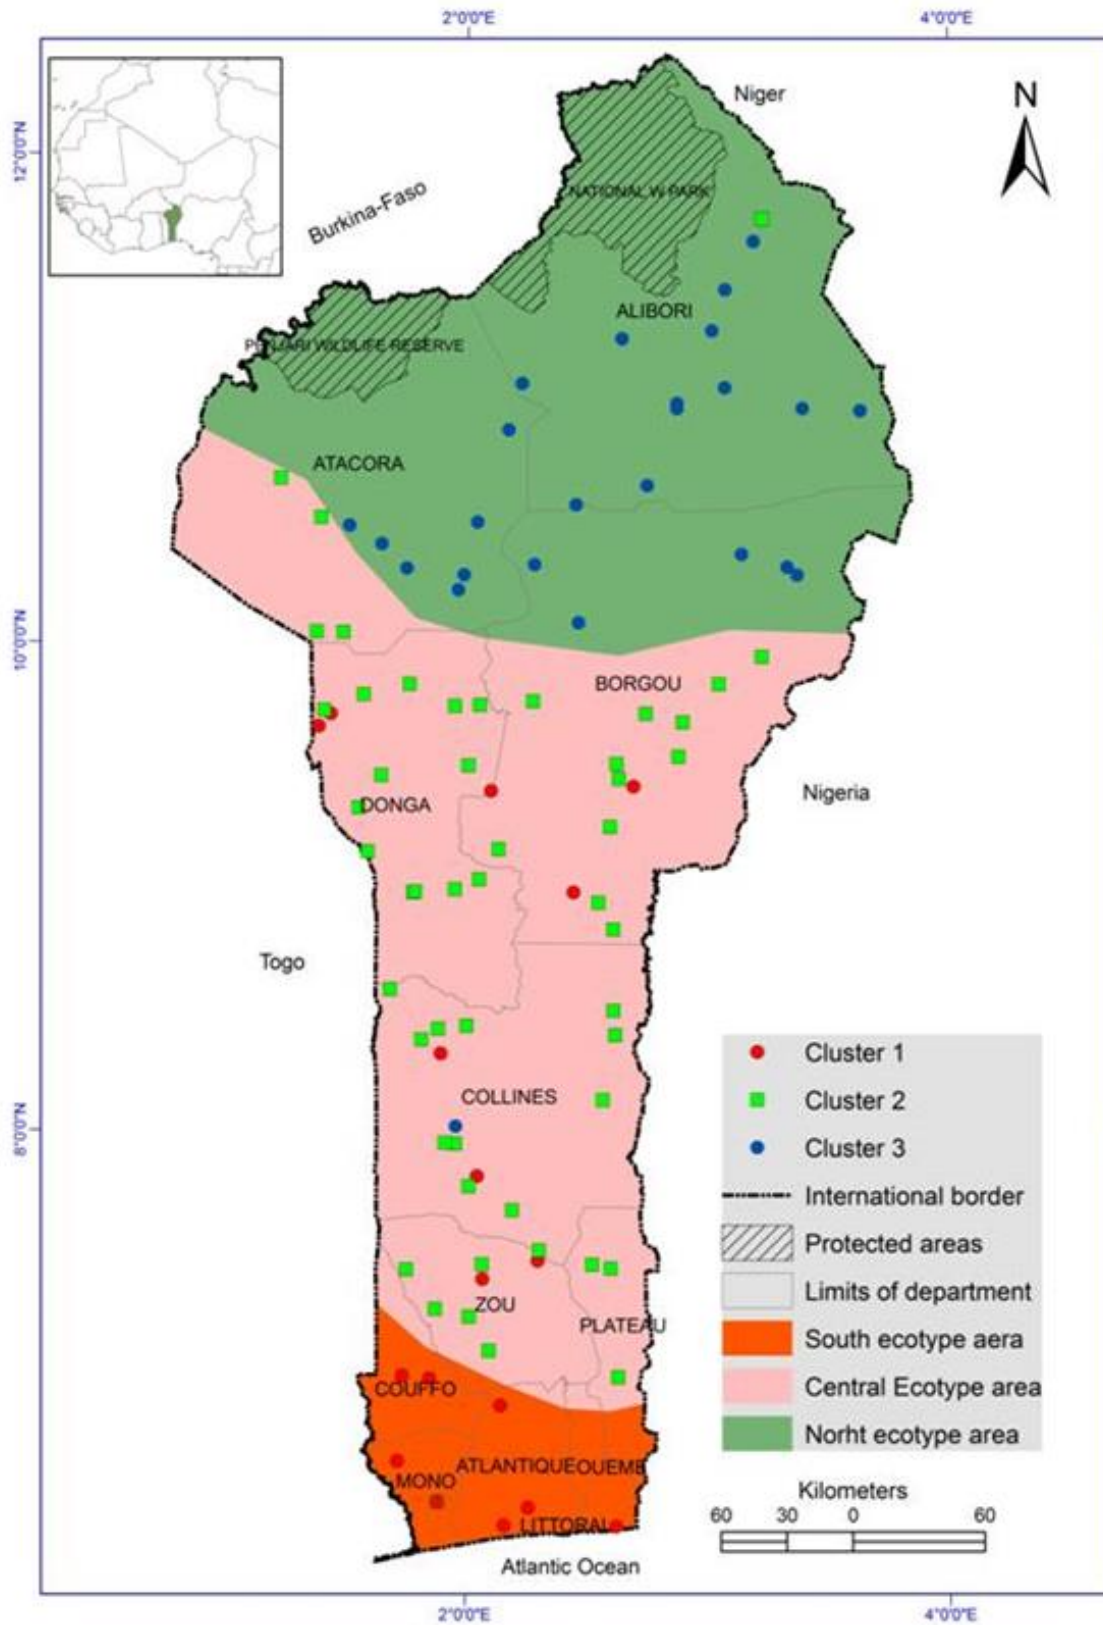 2°0'0"E
4°0'0"E
N
Niger
12°0'0"N
NATIONAL W PARK
Burkina-Faso
ALIBORI
PENJARI WILDLIFE RESERVE
ATACORA
10°0'0"N
BORGOU
Nigeria
DONGA
Togo
Cluster 1
COLLINES
Cluster 2
8°0'0"N
Cluster 3
International border
Protected areas
Limits of department
ZOU
PLATEAU
South ecotype aera
COUFFO
Central Ecotype area
Norht ecotype area
ATLANTIQUE
OUEME
MONO
Kilometers
LITTORAL
60 30 0 60
Atlantic Ocean
2°0'0"E
4°0'0"E